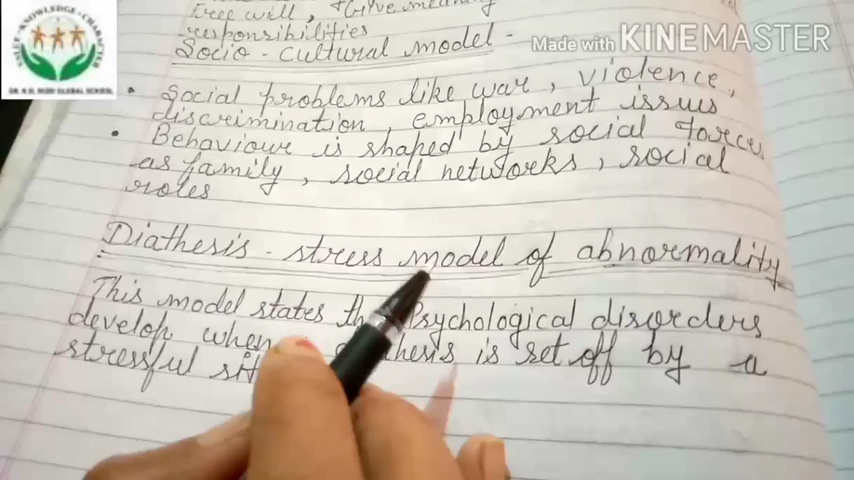 Free will, + Give meaning
responsibilities
Socio - cultural model -
Made with KINEMASTER
• Social problems like war, violence,
discrimination, employment issues
• Behaviour is shaped by social forces
as family, social networks, social
roles
Diathesis - stress model of abnormality
This model states Psychological disorders
develop when is set off by a
stressful